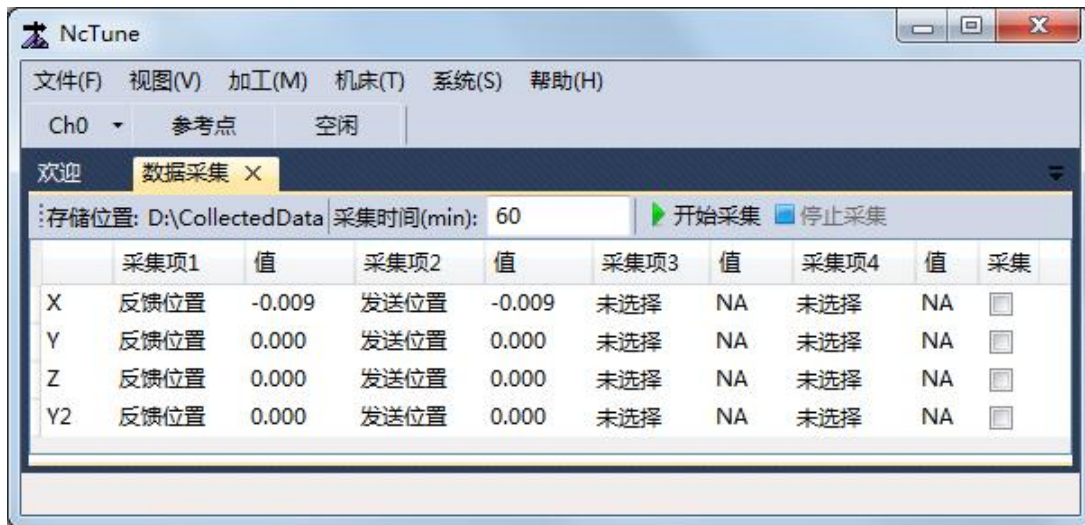 NcTune
文件(F) 视图(V) 加工(M) 机床(T) 系统(S) 帮助(H)
Ch0 参考点 空闲
欢迎 数据采集
存储位置: D:\CollectedData 采集时间(min): 60 开始采集 停止采集
采集项1 值 采集项2 值 采集项3 值 采集项4 值 采集
X 反馈位置 -0.009 发送位置 -0.009 未选择 NA 未选择 NA
Y 反馈位置 0.000 发送位置 0.000 未选择 NA 未选择 NA
Z 反馈位置 0.000 发送位置 0.000 未选择 NA 未选择 NA
Y2 反馈位置 0.000 发送位置 0.000 未选择 NA 未选择 NA